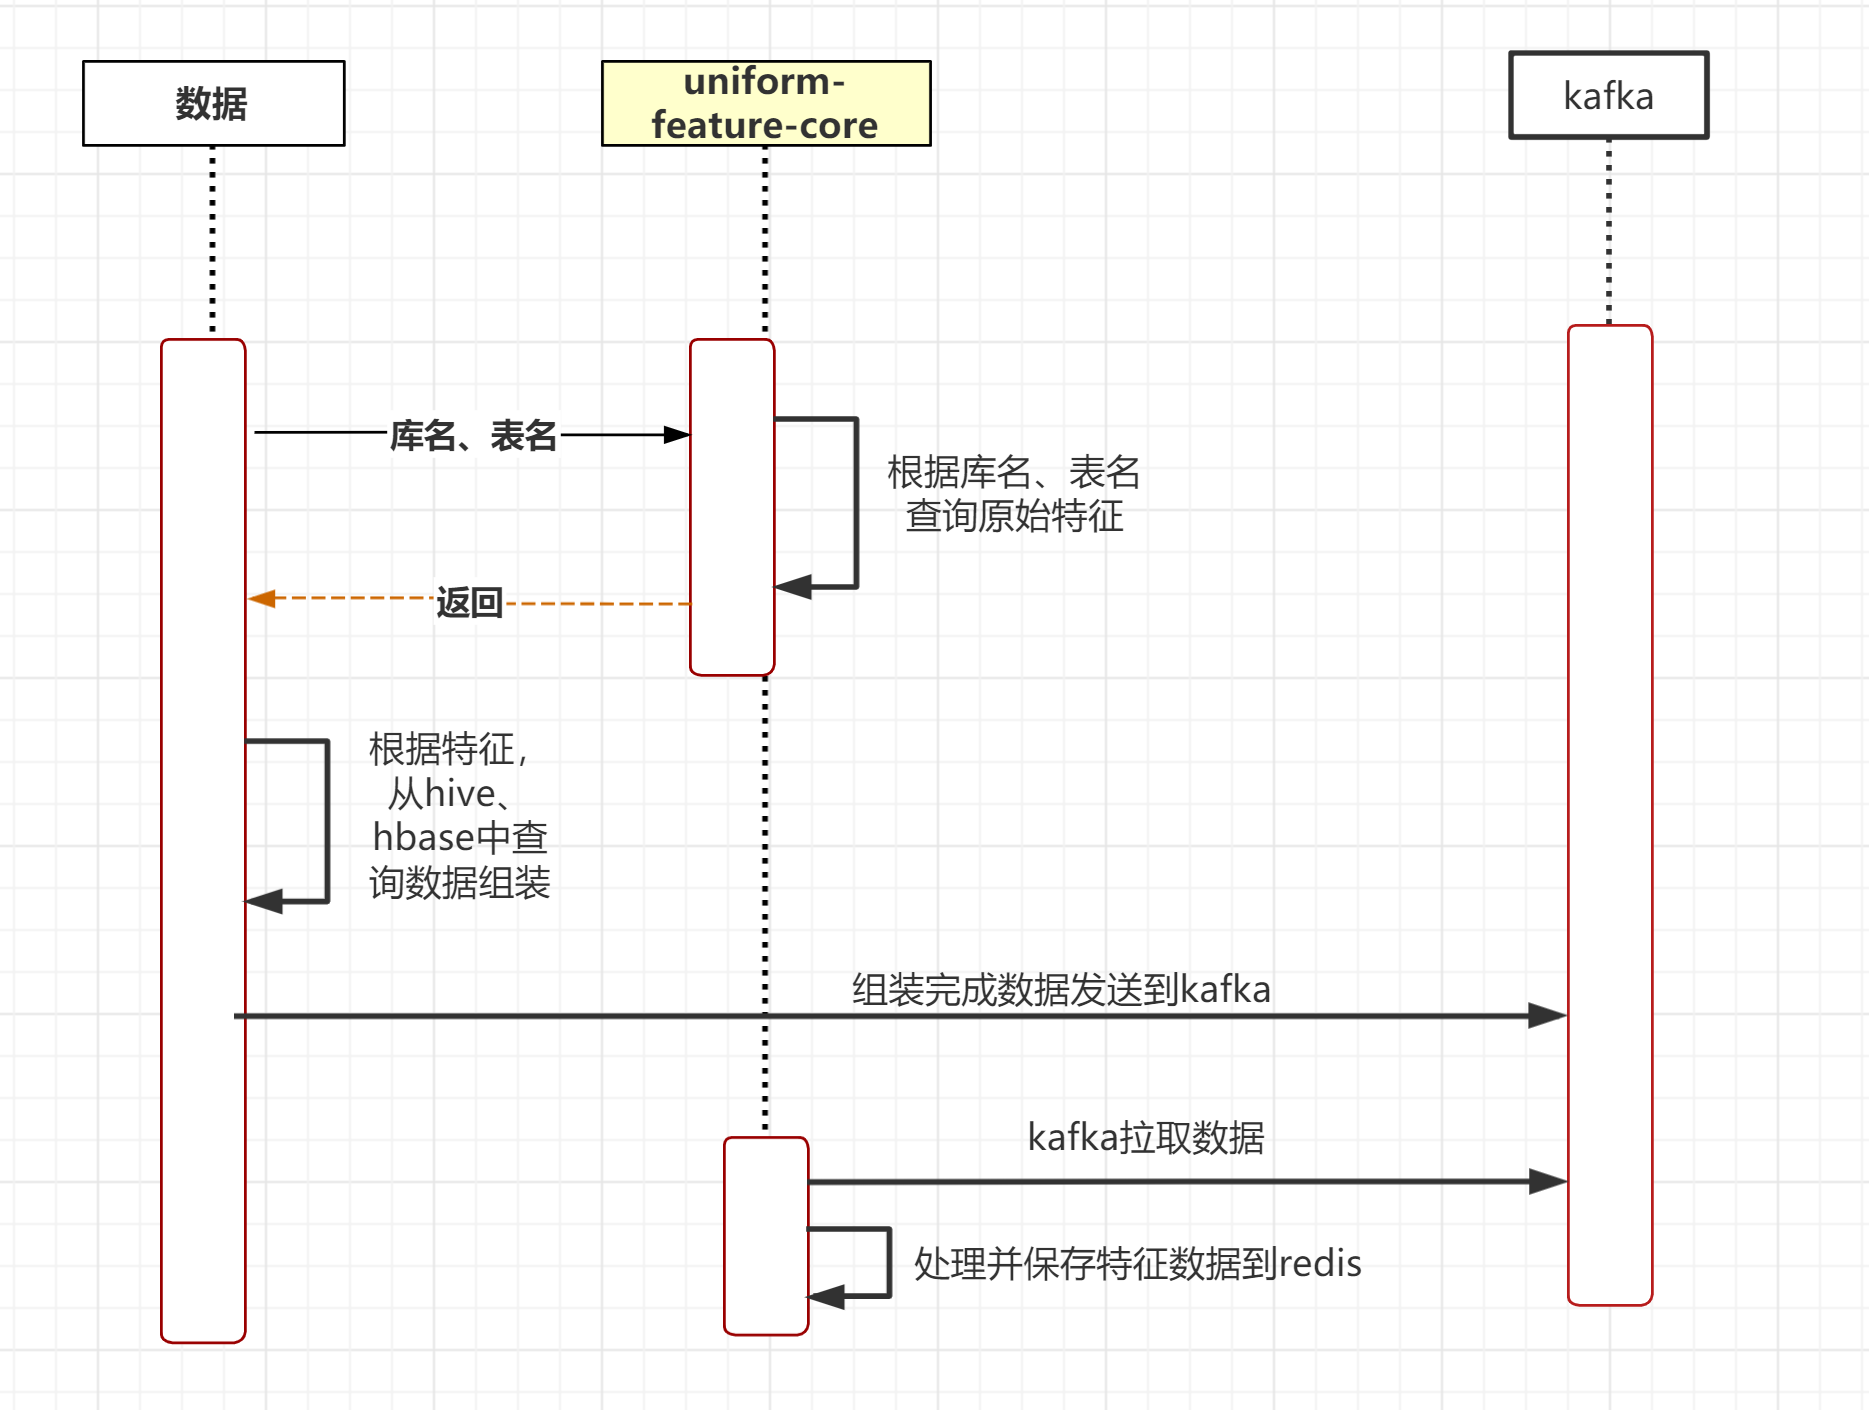 数据
uniform-
feature-core
kafka
库名、表名
根据库名、表名
查询原始特征
返回
根据特征，
从hive、
hbase中查
询数据组装
组装完成数据发送到kafka
kafka拉取数据
处理并保存特征数据到redis